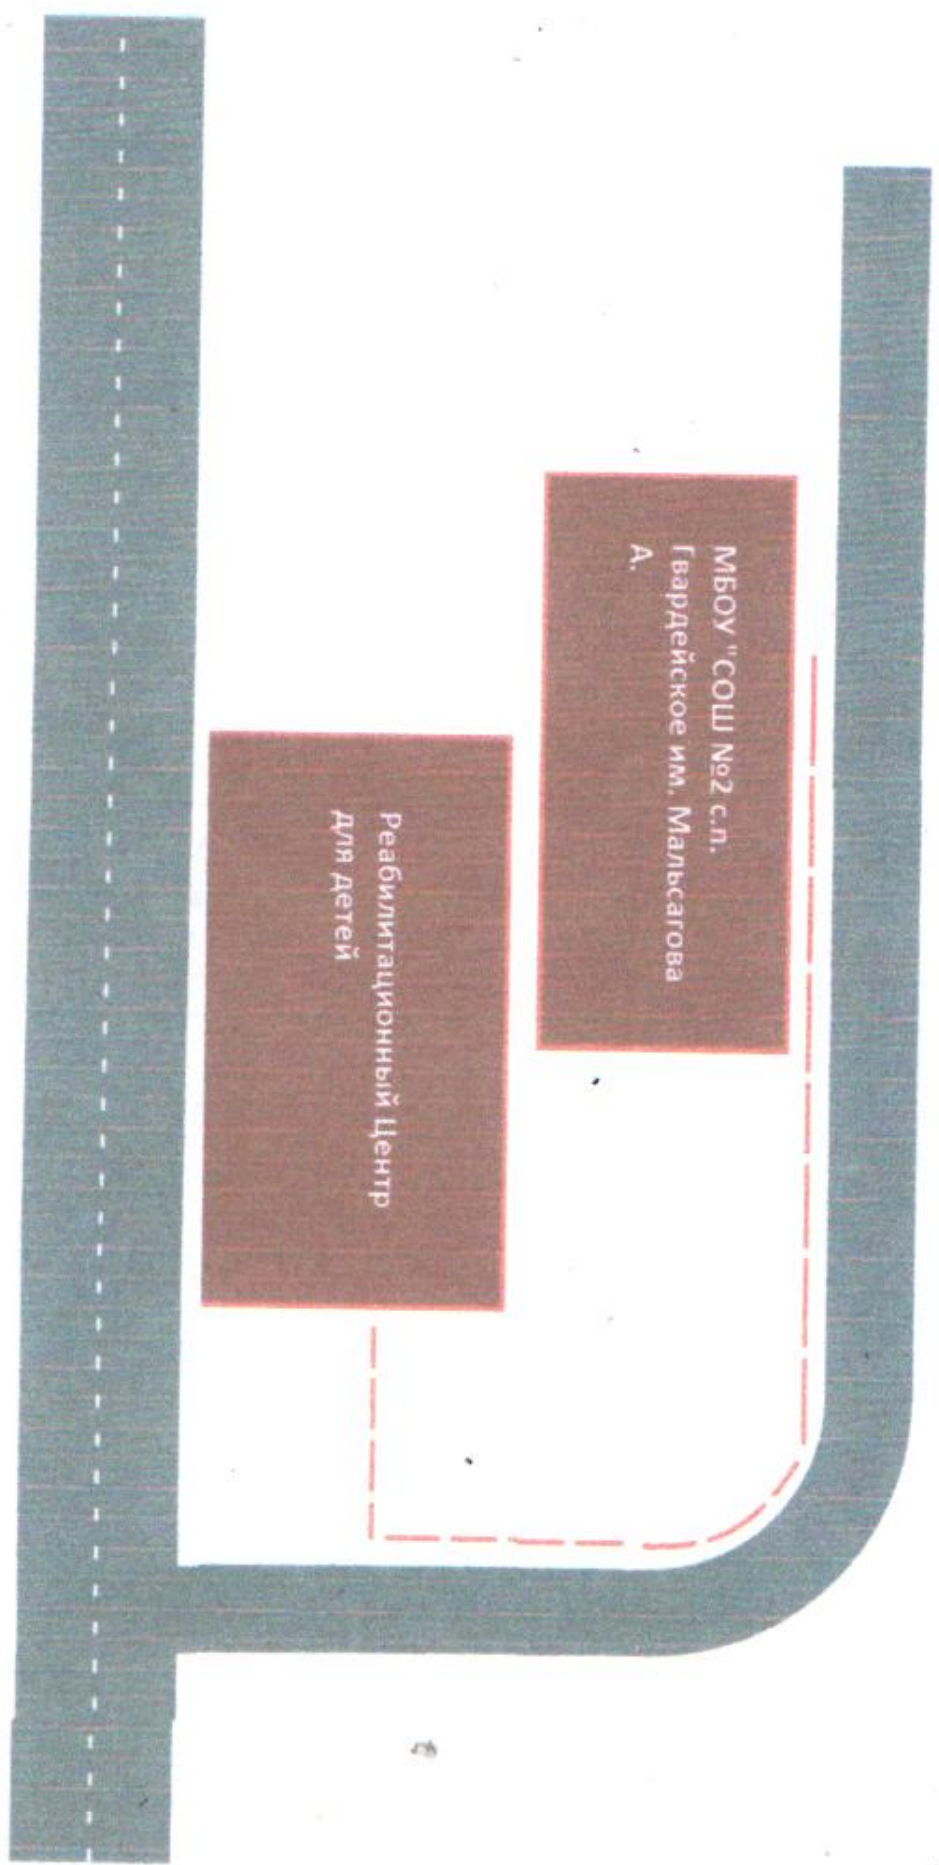 МБОУ "СОШ №2 с.п.
Гвардейское им. Мальсагова
А.
Реабилитационный Центр
для детей